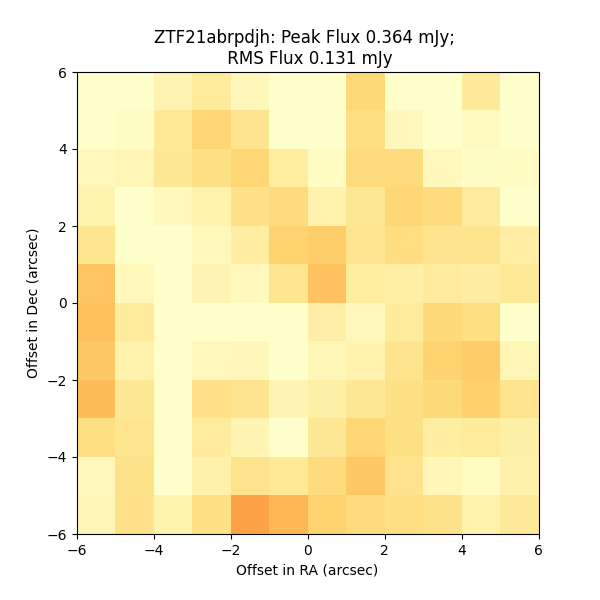 ZTF21abrpdjh: Peak Flux 0.364 mJy;
RMS Flux 0.131 mJy
6
4
2
0
−2
−4
−6
Offset in Dec (arcsec)
−6 −4 −2 0 2 4 6
Offset in RA (arcsec)